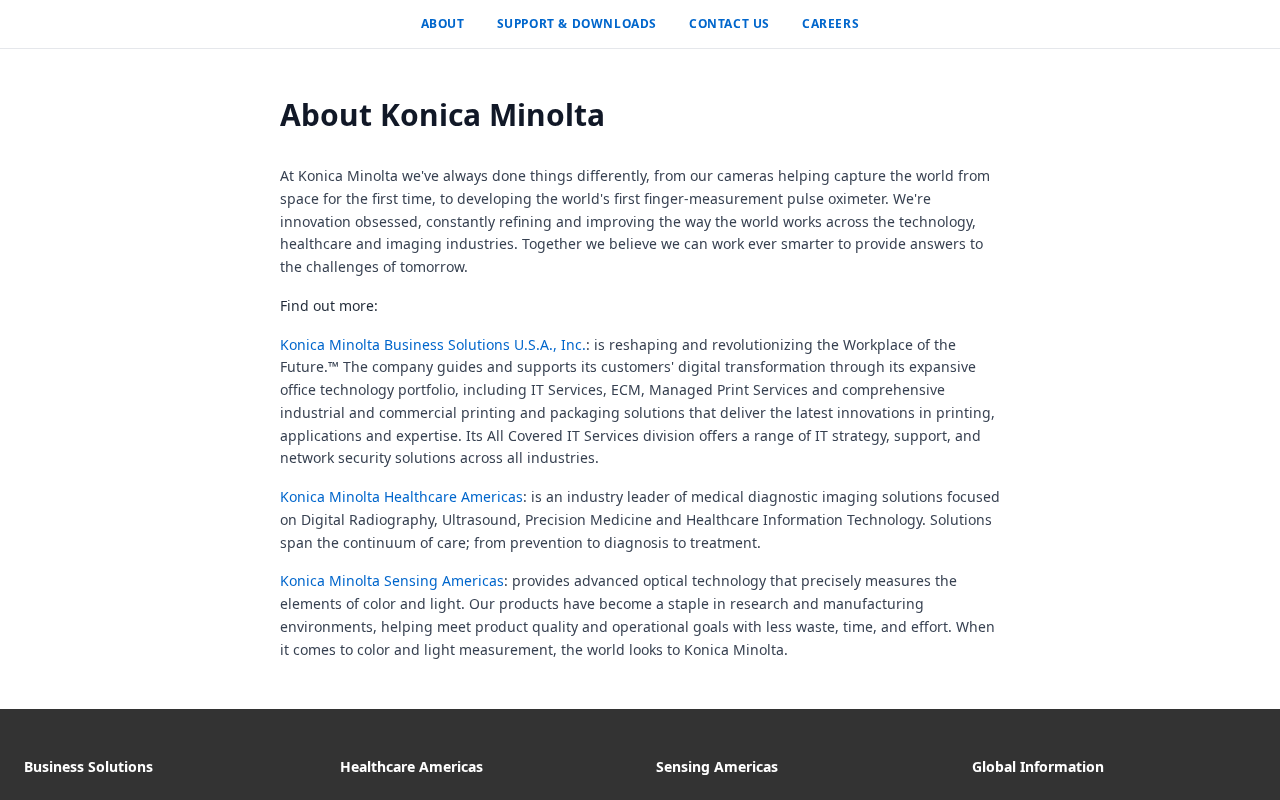 ABOUT SUPPORT & DOWNLOADS CONTACT US CAREERS
About Konica Minolta
At Konica Minolta we've always done things differently, from our cameras helping capture the world from
space for the first time, to developing the world's first finger-measurement pulse oximeter. We're
innovation obsessed, constantly refining and improving the way the world works across the technology,
healthcare and imaging industries. Together we believe we can work ever smarter to provide answers to
the challenges of tomorrow.
Find out more:
Konica Minolta Business Solutions U.S.A., Inc.: is reshaping and revolutionizing the Workplace of the
Future.™ The company guides and supports its customers' digital transformation through its expansive
office technology portfolio, including IT Services, ECM, Managed Print Services and comprehensive
industrial and commercial printing and packaging solutions that deliver the latest innovations in printing,
applications and expertise. Its All Covered IT Services division offers a range of IT strategy, support, and
network security solutions across all industries.
Konica Minolta Healthcare Americas: is an industry leader of medical diagnostic imaging solutions focused
on Digital Radiography, Ultrasound, Precision Medicine and Healthcare Information Technology. Solutions
span the continuum of care; from prevention to diagnosis to treatment.
Konica Minolta Sensing Americas: provides advanced optical technology that precisely measures the
elements of color and light. Our products have become a staple in research and manufacturing
environments, helping meet product quality and operational goals with less waste, time, and effort. When
it comes to color and light measurement, the world looks to Konica Minolta.
Business Solutions Healthcare Americas Sensing Americas Global Information